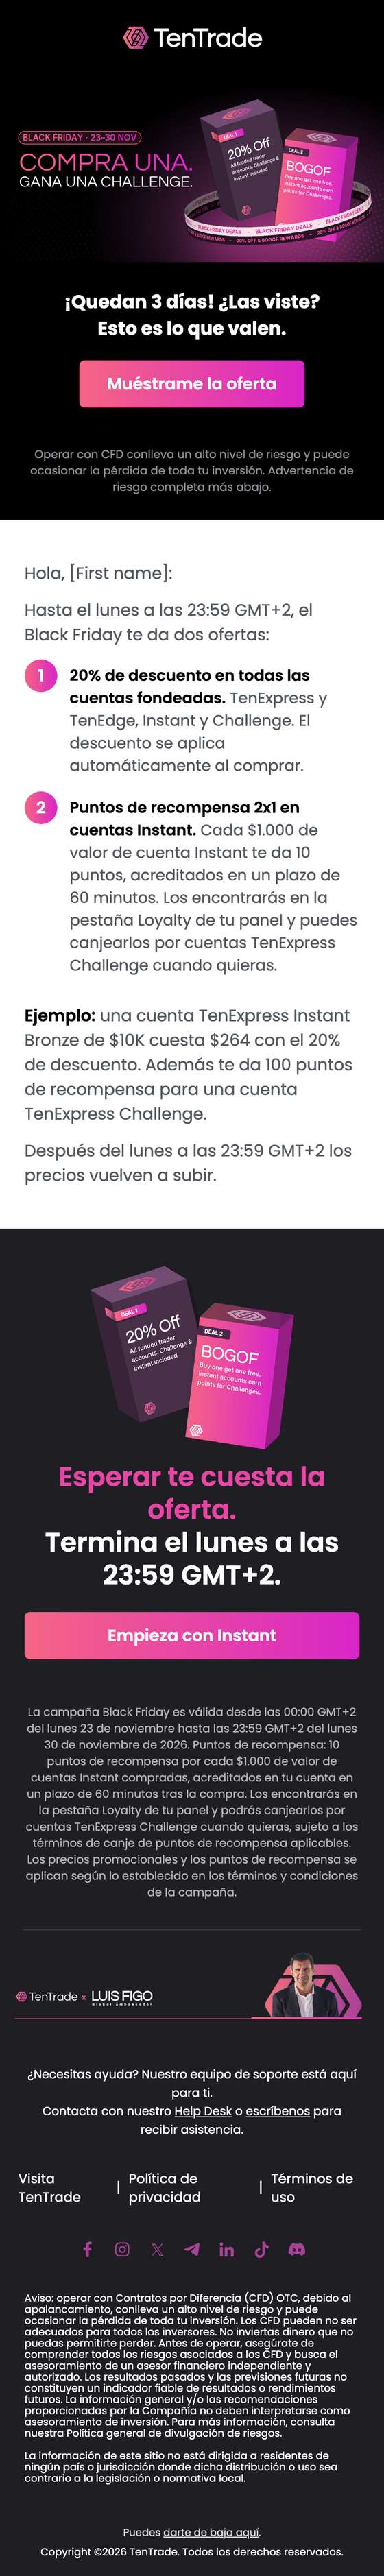 TenTrade
BLACK FRIDAY · 23–30 NOV
COMPRA UNA.
GANA UNA CHALLENGE.
DEAL 1
20% Off
All funded trader
accounts. Challenge &
Instant included
DEAL 2
BOGOF
Buy one get one free.
Instant accounts earn
points for Challenges.
BLACK FRIDAY DEALS – BLACK FRIDAY DEALS
20% OFF & BOGOF REWARDS
¡Quedan 3 días! ¿Las viste?
Esto es lo que valen.
Muéstrame la oferta
Operar con CFD conlleva un alto nivel de riesgo y puede
ocasionar la pérdida de toda tu inversión. Advertencia de
riesgo completa más abajo.
Hola, [First name]:
Hasta el lunes a las 23:59 GMT+2, el
Black Friday te da dos ofertas:
1
20% de descuento en todas las
cuentas fondeadas. TenExpress y
TenEdge, Instant y Challenge. El
descuento se aplica
automáticamente al comprar.
2
Puntos de recompensa 2x1 en
cuentas Instant. Cada $1.000 de
valor de cuenta Instant te da 10
puntos, acreditados en un plazo de
60 minutos. Los encontrarás en la
pestaña Loyalty de tu panel y puedes
canjearlos por cuentas TenExpress
Challenge cuando quieras.
Ejemplo: una cuenta TenExpress Instant
Bronze de $10K cuesta $264 con el 20%
de descuento. Además te da 100 puntos
de recompensa para una cuenta
TenExpress Challenge.
Después del lunes a las 23:59 GMT+2 los
precios vuelven a subir.
DEAL 1
20% Off
All funded trader
accounts. Challenge &
Instant included
DEAL 2
BOGOF
Buy one get one free.
Instant accounts earn
points for Challenges.
Esperar te cuesta la
oferta.
Termina el lunes a las
23:59 GMT+2.
Empieza con Instant
La campaña Black Friday es válida desde las 00:00 GMT+2
del lunes 23 de noviembre hasta las 23:59 GMT+2 del lunes
30 de noviembre de 2026. Puntos de recompensa: 10
puntos de recompensa por cada $1.000 de valor de
cuentas Instant compradas, acreditados en tu cuenta en
un plazo de 60 minutos tras la compra. Los encontrarás en
la pestaña Loyalty de tu panel y podrás canjearlos por
cuentas TenExpress Challenge cuando quieras, sujeto a los
términos de canje de puntos de recompensa aplicables.
Los precios promocionales y los puntos de recompensa se
aplican según lo establecido en los términos y condiciones
de la campaña.
TenTrade x LUIS FIGO
Global Ambassador
¿Necesitas ayuda? Nuestro equipo de soporte está aquí
para ti.
Contacta con nuestro Help Desk o escríbenos para
recibir asistencia.
Visita
TenTrade
|
Política de
privacidad
|
Términos de
uso
Aviso: operar con Contratos por Diferencia (CFD) OTC, debido al
apalancamiento, conlleva un alto nivel de riesgo y puede
ocasionar la pérdida de toda tu inversión. Los CFD pueden no ser
adecuados para todos los inversores. No inviertas dinero que no
puedas permitirte perder. Antes de operar, asegúrate de
comprender todos los riesgos asociados a los CFD y busca el
asesoramiento de un asesor financiero independiente y
autorizado. Los resultados pasados y las previsiones futuras no
constituyen un indicador fiable de resultados o rendimientos
futuros. La información general y/o las recomendaciones
proporcionadas por la Compañía no deben interpretarse como
asesoramiento de inversión. Para más información, consulta
nuestra Política general de divulgación de riesgos.
La información de este sitio no está dirigida a residentes de
ningún país o jurisdicción donde dicha distribución o uso sea
contrario a la legislación o normativa local.
Puedes darte de baja aquí.
Copyright ©2026 TenTrade. Todos los derechos reservados.